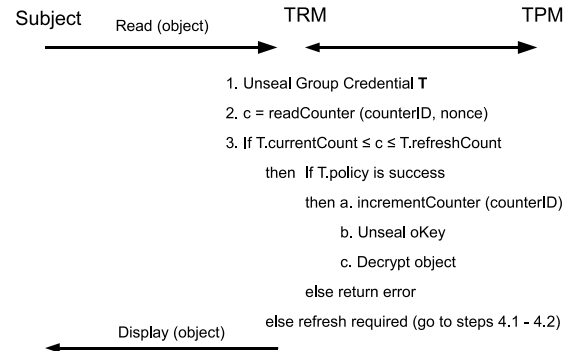 Subject TRM TPM
Read (object)
1. Unseal Group Credential T
2. c = readCounter (counterID, nonce)
3. If T.currentCount ≤ c ≤ T.refreshCount
then If T.policy is success
then a. incrementCounter (counterID)
b. Unseal oKey
c. Decrypt object
else return error
else refresh required (go to steps 4.1 - 4.2)
Display (object)